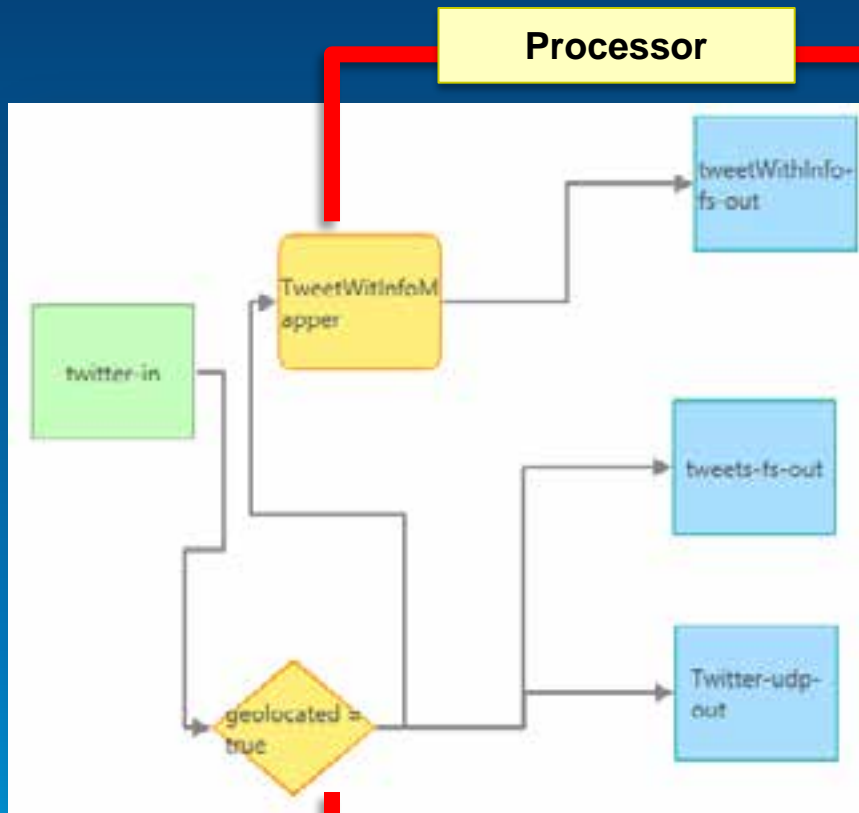 Processor
tweetWithInfo-
fs-out
TweetWitInfoM
apper
twitter-in
tweets-fs-out
Twitter-udp-
out
geolocated =
true